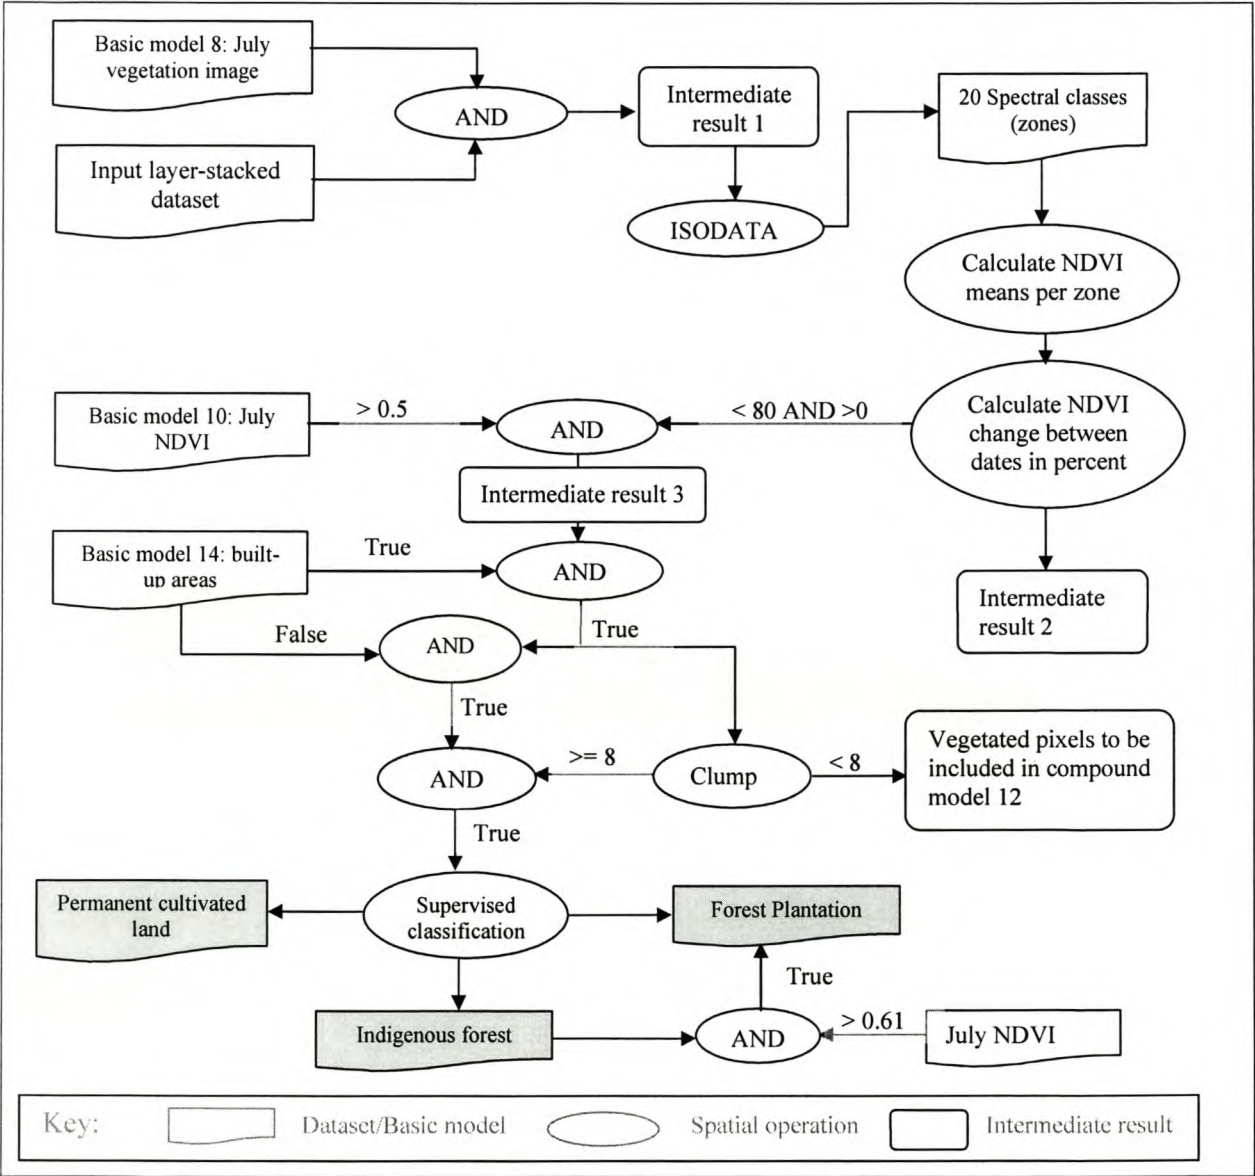 Basic model 8: July
vegetation image
AND
Input layer-stacked
dataset
Intermediate
result 1
ISODATA
20 Spectral classes
(zones)
Calculate NDVI
means per zone
Calculate NDVI
change between
dates in percent
Intermediate
result 2
Basic model 10: July
NDVI
> 0.5
AND
< 80 AND >0
Intermediate result 3
Basic model 14: built-
up areas
True
AND
False
AND
True
True
AND
>= 8
Clump
< 8
Vegetated pixels to be
included in compound
model 12
True
Permanent cultivated
land
Supervised
classification
Forest Plantation
True
Indigenous forest
AND
> 0.61
July NDVI
Key:
Dataset/Basic model
Spatial operation
Intermediate result